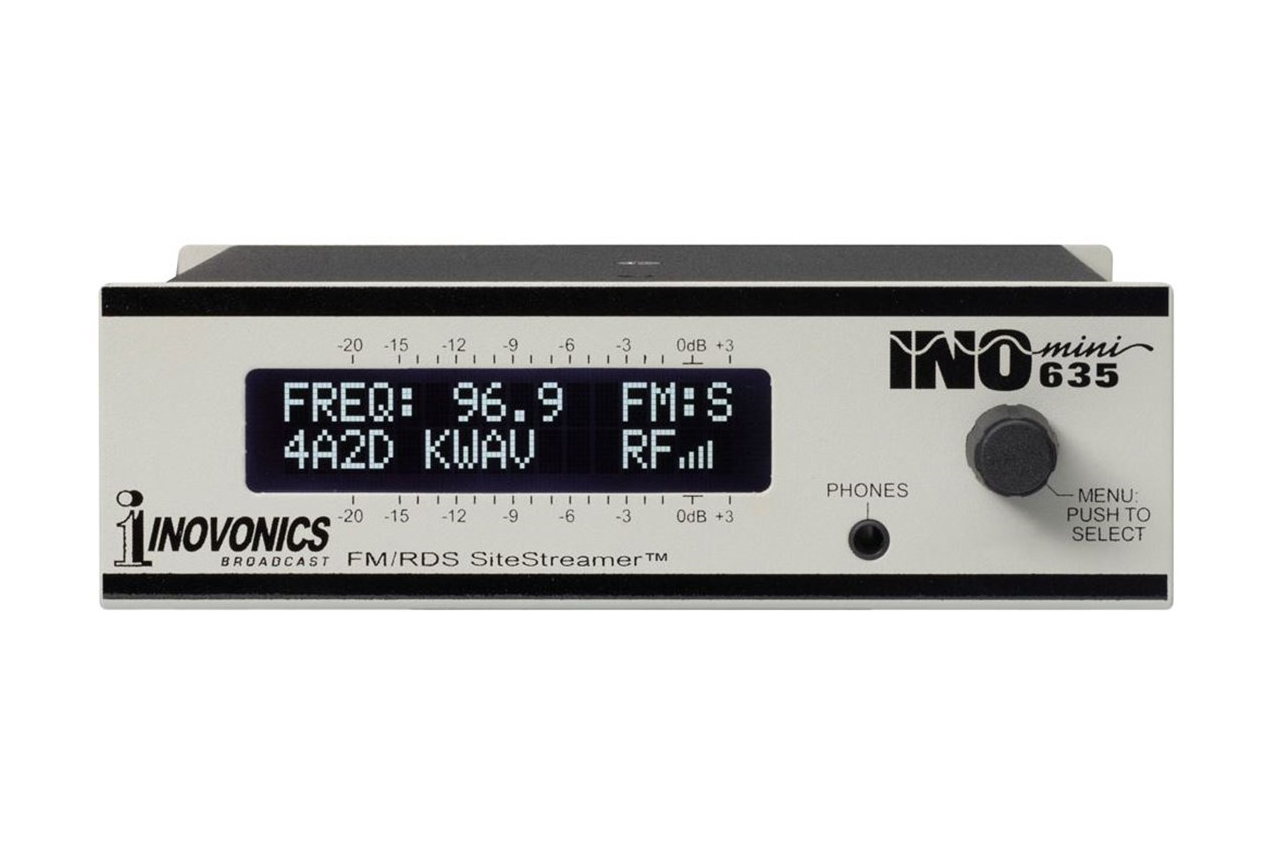 -20 -15 -12 -9 -6 -3 0dB +3
INO mini
635
FREQ: 96.9 FM:S
4A2D KWAV RF
PHONES
MENU:
PUSH TO
SELECT
-20 -15 -12 -9 -6 -3 0dB +3
i INOVONICS
BROADCAST
FM/RDS SiteStreamer™